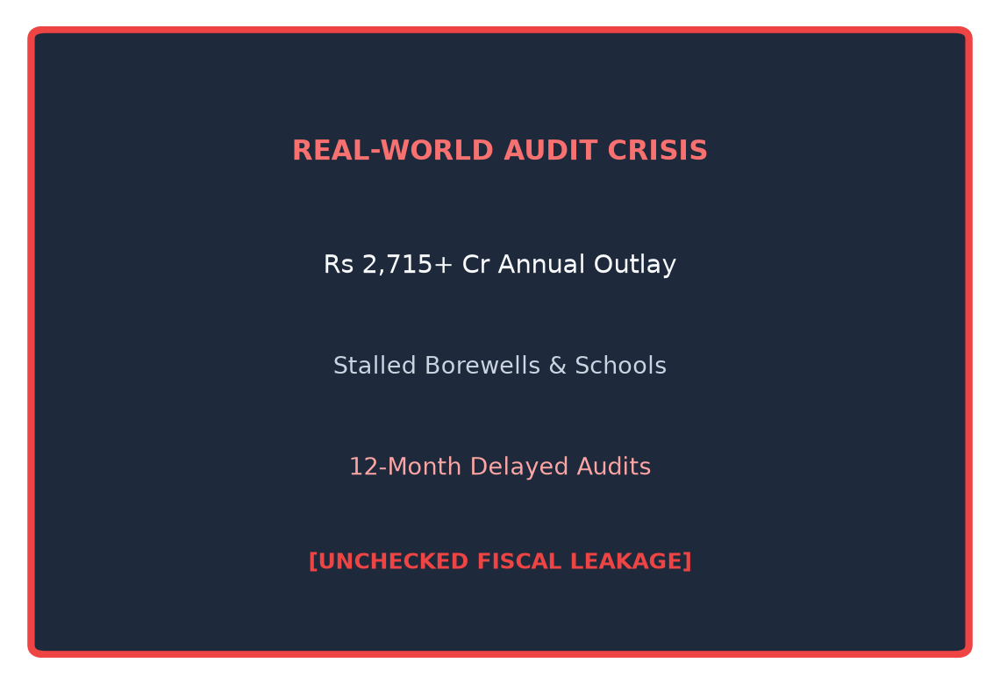 REAL-WORLD AUDIT CRISIS
Rs 2,715+ Cr Annual Outlay
Stalled Borewells & Schools
12-Month Delayed Audits
[UNCHECKED FISCAL LEAKAGE]